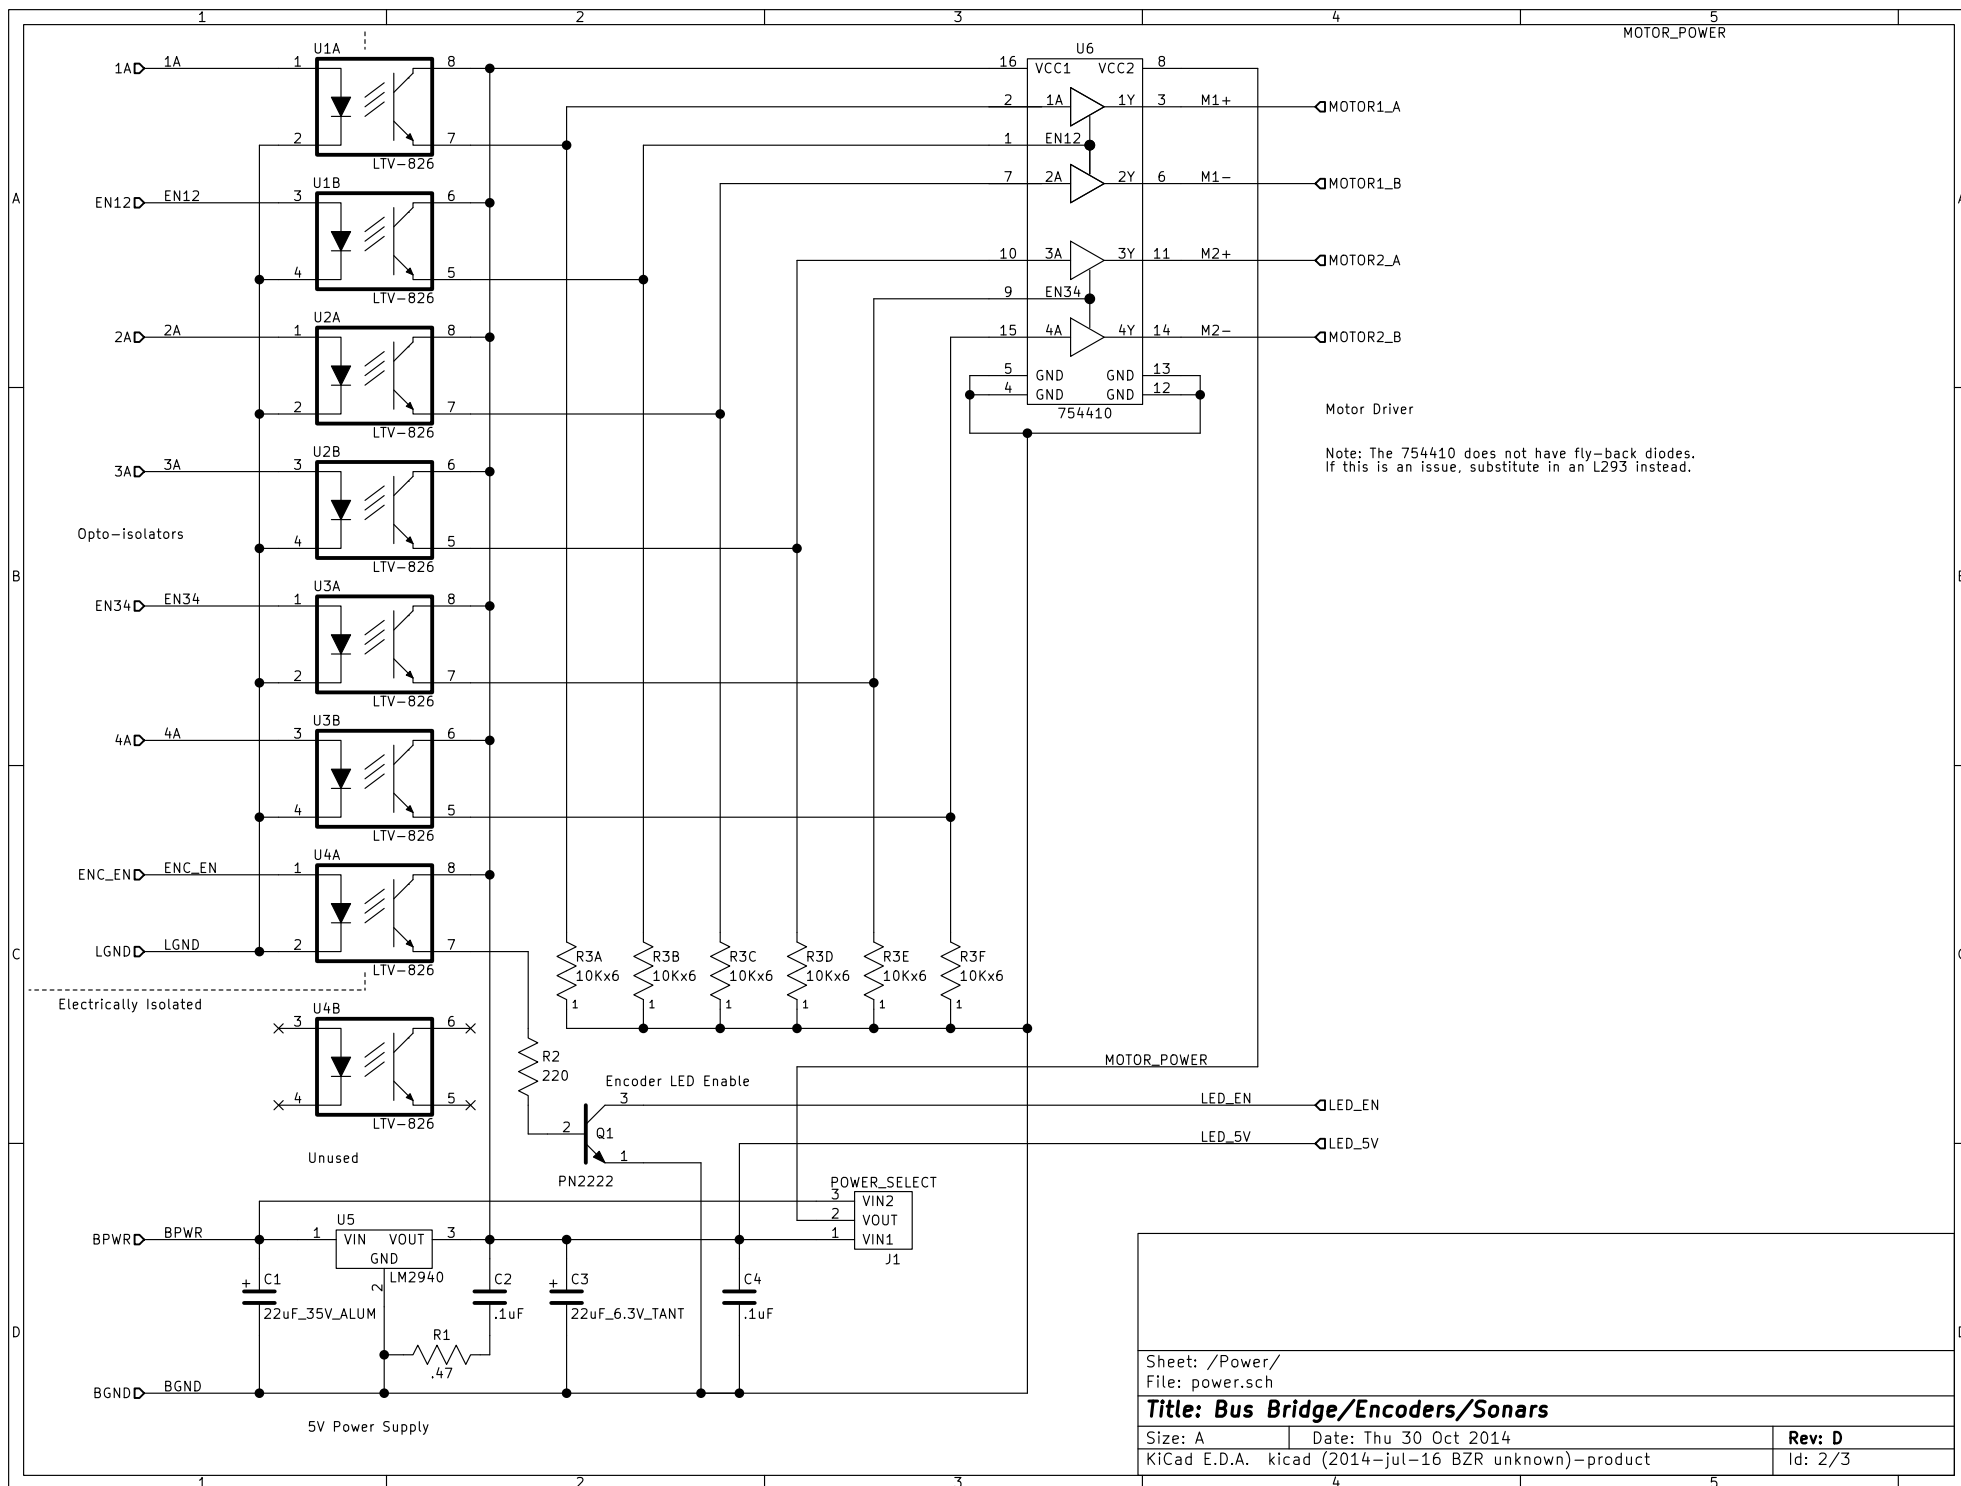 1 2 3 4 5
MOTOR_POWER
U1A
1A 1A 1 8
2 7
LTV-826
U6
16 VCC1 VCC2 8
2 1A 1Y 3 M1+ MOTOR1_A
1 EN12
7 2A 2Y 6 M1- MOTOR1_B
10 3A 3Y 11 M2+ MOTOR2_A
9 EN34
15 4A 4Y 14 M2- MOTOR2_B
5 GND GND 13
4 GND GND 12
754410
A
U1B
EN12 EN12 3 6
4 5
LTV-826
U2A
2A 2A 1 8
2 7
LTV-826
Motor Driver
Note: The 754410 does not have fly-back diodes.
If this is an issue, substitute in an L293 instead.
U2B
3A 3A 3 6
Opto-isolators
4 5
LTV-826
B
U3A
EN34 EN34 1 8
2 7
LTV-826
U3B
4A 4A 3 6
4 5
LTV-826
U4A
ENC_EN ENC_EN 1 8
LGND LGND 2 7
LTV-826
C
R3A R3B R3C R3D R3E R3F
10Kx6 10Kx6 10Kx6 10Kx6 10Kx6 10Kx6
1 1 1 1 1 1
Electrically Isolated
U4B
3 6
4 5
LTV-826
Unused
R2
220
MOTOR_POWER
Encoder LED Enable
3 LED_EN LED_EN
2 Q1
1
PN2222
LED_5V LED_5V
POWER_SELECT
3 VIN2
2 VOUT
1 VIN1
J1
BPWR BPWR
U5
1 VIN VOUT 3
GND
2
LM2940
+ C1
22uF_35V_ALUM
C2
.1uF
+ C3
22uF_6.3V_TANT
C4
.1uF
D
R1
.47
BGND BGND
5V Power Supply
Sheet: /Power/
File: power.sch
Title: Bus Bridge/Encoders/Sonars
Size: A Date: Thu 30 Oct 2014 Rev: D
KiCad E.D.A. kicad (2014-jul-16 BZR unknown)-product Id: 2/3
1 2 3 4 5